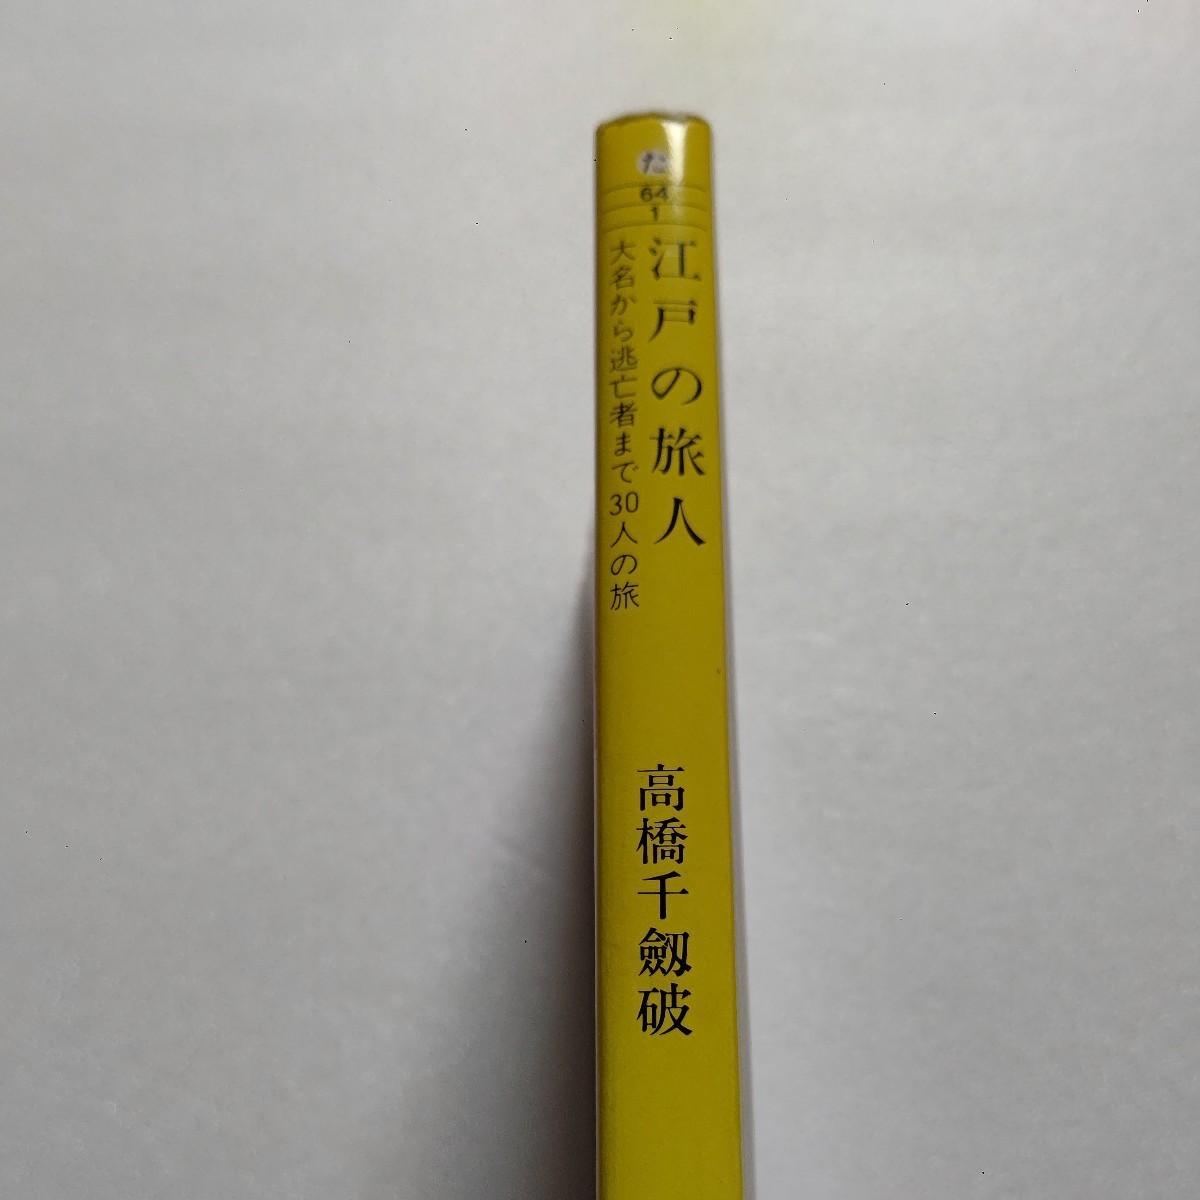 た
64
1
江戸の旅人
大名から逃亡者まで30人の旅
高橋千劔破